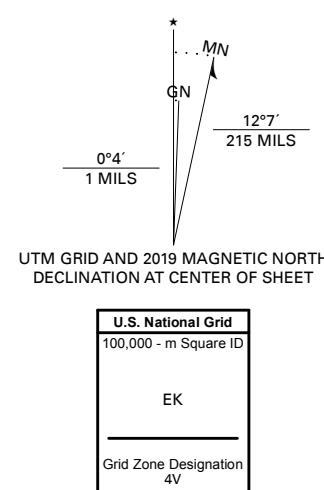 ★
MN
GN
12°7´
215 MILS
0°4´
1 MILS
UTM GRID AND 2019 MAGNETIC NORTH
DECLINATION AT CENTER OF SHEET
U.S. National Grid
100,000 - m Square ID
EK
Grid Zone Designation
4V